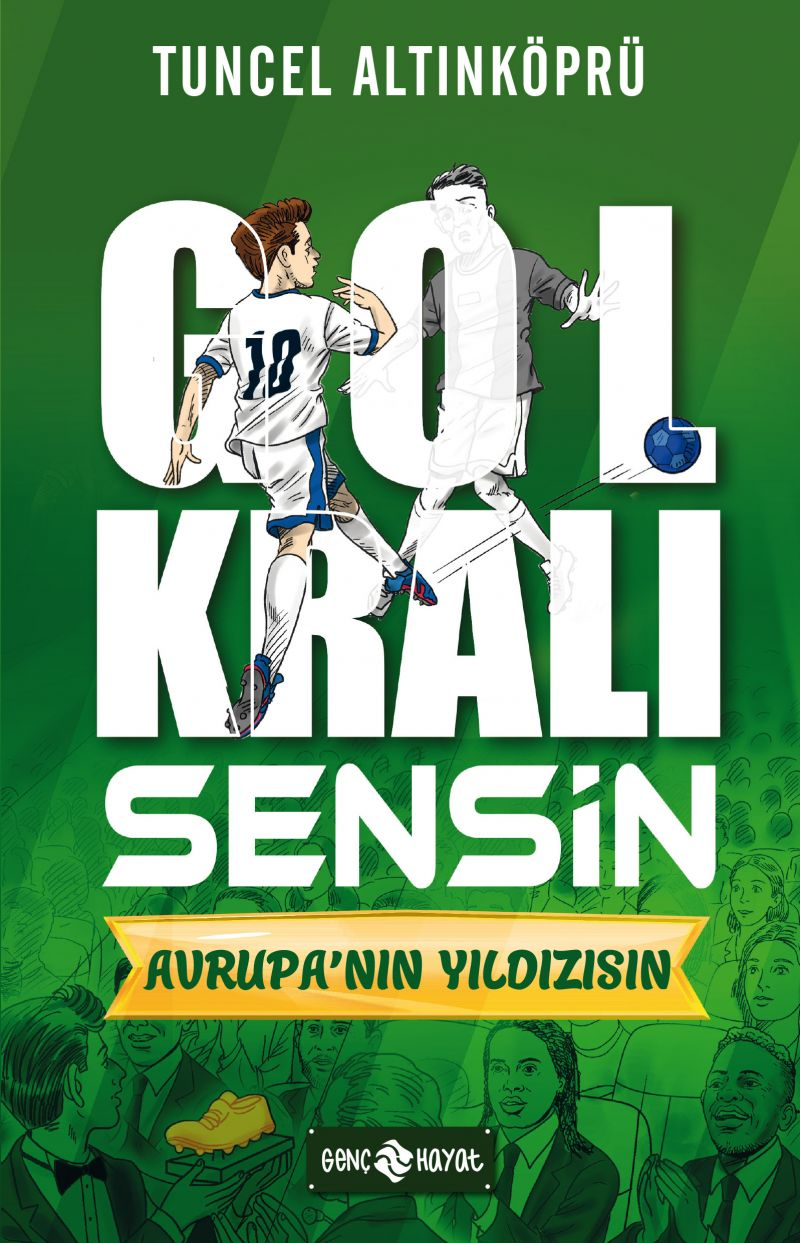 TUNCEL ALTINKÖPRÜ
GOL
10
KRALI
SENSİN
AVRUPA'NIN YILDIZISIN
GENÇ HAYAT